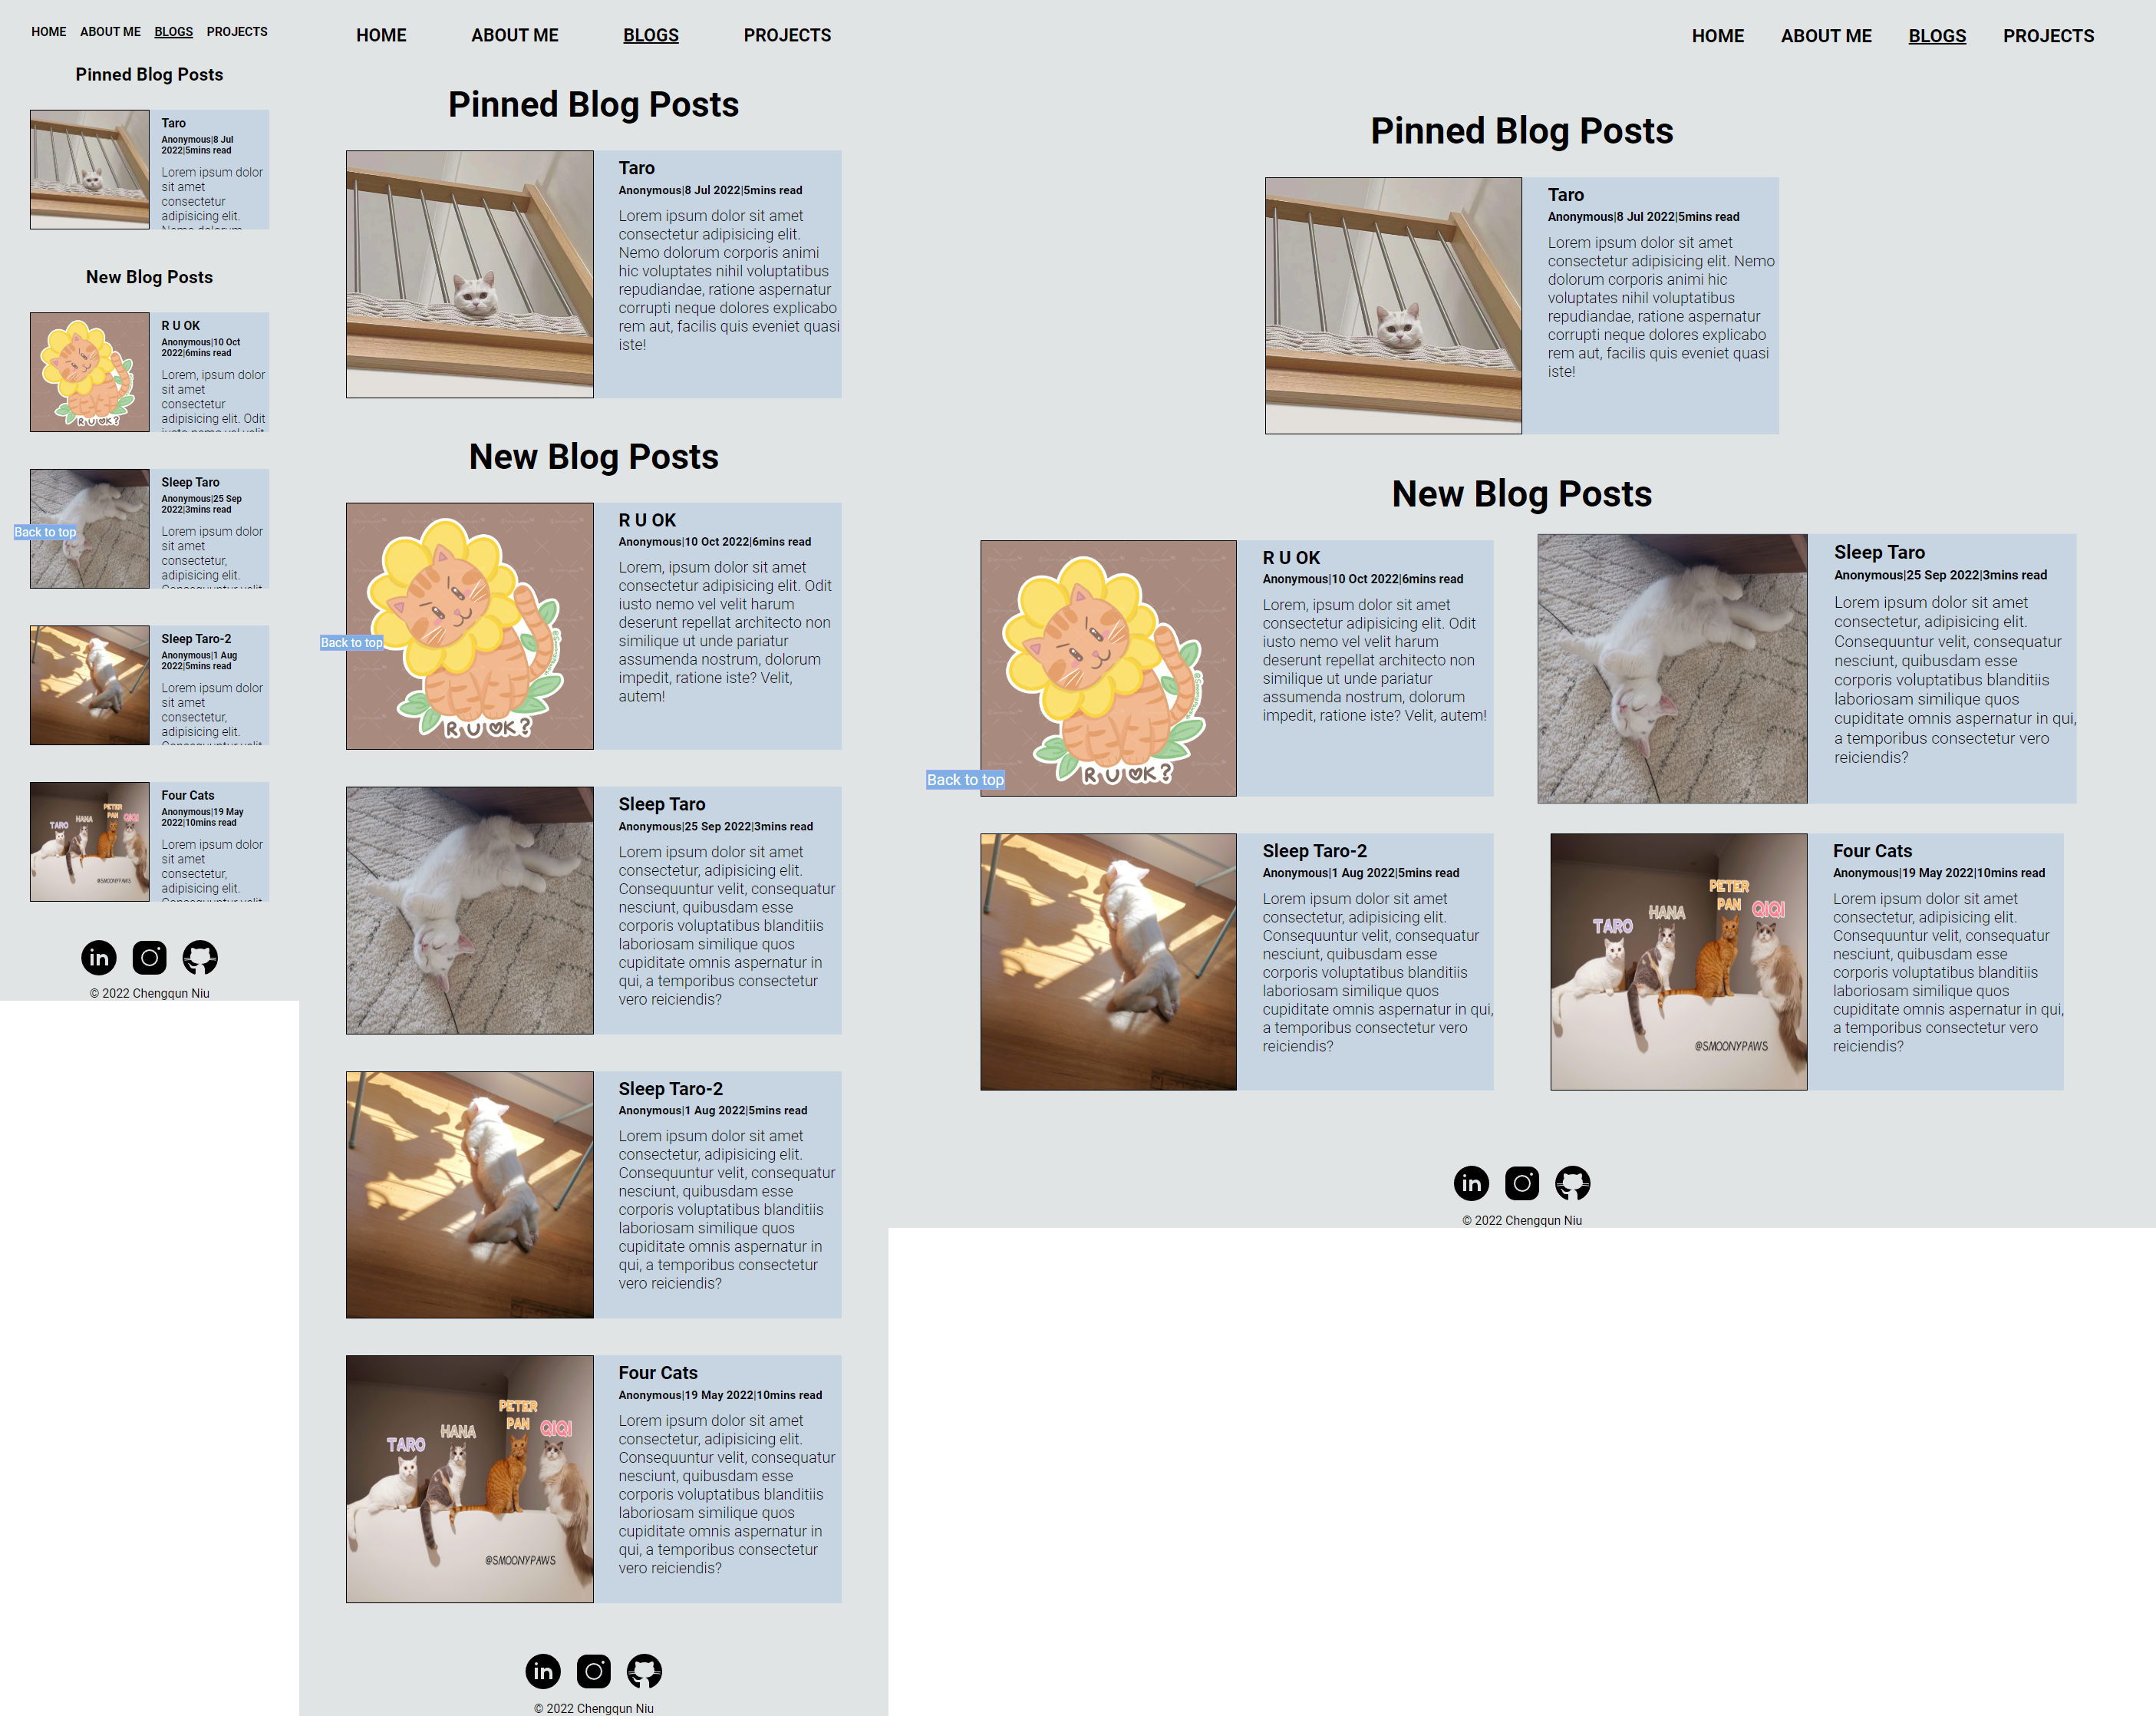 HOME ABOUT ME BLOGS PROJECTS
Pinned Blog Posts
Taro
Anonymous|8 Jul
2022|5mins read
Lorem ipsum dolor
sit amet
consectetur
adipisicing elit.
New Blog Posts
R U OK?
R U OK
Anonymous|10 Oct
2022|6mins read
Lorem, ipsum dolor
sit amet
consectetur
adipisicing elit. Odit
Back to top
Sleep Taro
Anonymous|25 Sep
2022|3mins read
Lorem ipsum dolor
sit amet
consectetur,
adipisicing elit.
Sleep Taro-2
Anonymous|1 Aug
2022|5mins read
Lorem ipsum dolor
sit amet
consectetur,
adipisicing elit.
TARO HANA PETER PAN QIQI
@SMOONYPAWS
Four Cats
Anonymous|19 May
2022|10mins read
Lorem ipsum dolor
sit amet
consectetur,
adipisicing elit.
in
© 2022 Chengqun Niu
HOME ABOUT ME BLOGS PROJECTS
Pinned Blog Posts
Taro
Anonymous|8 Jul 2022|5mins read
Lorem ipsum dolor sit amet
consectetur adipisicing elit.
Nemo dolorum corporis animi
hic voluptates nihil voluptatibus
repudiandae, ratione aspernatur
corrupti neque dolores explicabo
rem aut, facilis quis eveniet quasi
iste!
New Blog Posts
R U OK?
Back to top
R U OK
Anonymous|10 Oct 2022|6mins read
Lorem, ipsum dolor sit amet
consectetur adipisicing elit. Odit
iusto nemo vel velit harum
deserunt repellat architecto non
similique ut unde pariatur
assumenda nostrum, dolorum
impedit, ratione iste? Velit,
autem!
Sleep Taro
Anonymous|25 Sep 2022|3mins read
Lorem ipsum dolor sit amet
consectetur, adipisicing elit.
Consequuntur velit, consequatur
nesciunt, quibusdam esse
corporis voluptatibus blanditiis
laboriosam similique quos
cupiditate omnis aspernatur in
qui, a temporibus consectetur
vero reiciendis?
Sleep Taro-2
Anonymous|1 Aug 2022|5mins read
Lorem ipsum dolor sit amet
consectetur, adipisicing elit.
Consequuntur velit, consequatur
nesciunt, quibusdam esse
corporis voluptatibus blanditiis
laboriosam similique quos
cupiditate omnis aspernatur in
qui, a temporibus consectetur
vero reiciendis?
TARO HANA PETER PAN QIQI
@SMOONYPAWS
Four Cats
Anonymous|19 May 2022|10mins read
Lorem ipsum dolor sit amet
consectetur, adipisicing elit.
Consequuntur velit, consequatur
nesciunt, quibusdam esse
corporis voluptatibus blanditiis
laboriosam similique quos
cupiditate omnis aspernatur in
qui, a temporibus consectetur
vero reiciendis?
in
© 2022 Chengqun Niu
HOME ABOUT ME BLOGS PROJECTS
Pinned Blog Posts
Taro
Anonymous|8 Jul 2022|5mins read
Lorem ipsum dolor sit amet
consectetur adipisicing elit. Nemo
dolorum corporis animi hic
voluptates nihil voluptatibus
repudiandae, ratione aspernatur
corrupti neque dolores explicabo
rem aut, facilis quis eveniet quasi
iste!
New Blog Posts
R U OK?
Back to top
R U OK
Anonymous|10 Oct 2022|6mins read
Lorem, ipsum dolor sit amet
consectetur adipisicing elit. Odit
iusto nemo vel velit harum
deserunt repellat architecto non
similique ut unde pariatur
assumenda nostrum, dolorum
impedit, ratione iste? Velit, autem!
Sleep Taro
Anonymous|25 Sep 2022|3mins read
Lorem ipsum dolor sit amet
consectetur, adipisicing elit.
Consequuntur velit, consequatur
nesciunt, quibusdam esse
corporis voluptatibus blanditiis
laboriosam similique quos
cupiditate omnis aspernatur in qui,
a temporibus consectetur vero
reiciendis?
Sleep Taro-2
Anonymous|1 Aug 2022|5mins read
Lorem ipsum dolor sit amet
consectetur, adipisicing elit.
Consequuntur velit, consequatur
nesciunt, quibusdam esse
corporis voluptatibus blanditiis
laboriosam similique quos
cupiditate omnis aspernatur in qui,
a temporibus consectetur vero
reiciendis?
TARO HANA PETER PAN QIQI
@SMOONYPAWS
Four Cats
Anonymous|19 May 2022|10mins read
Lorem ipsum dolor sit amet
consectetur, adipisicing elit.
Consequuntur velit, consequatur
nesciunt, quibusdam esse
corporis voluptatibus blanditiis
laboriosam similique quos
cupiditate omnis aspernatur in qui,
a temporibus consectetur vero
reiciendis?
in
© 2022 Chengqun Niu